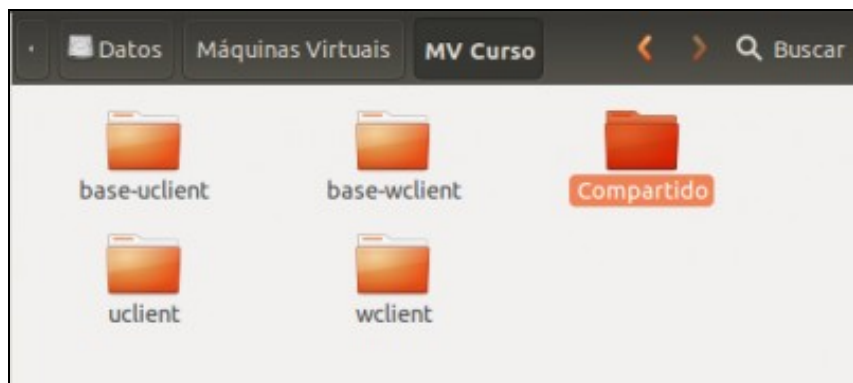 Datos Máquinas Virtuais MV Curso Buscar
base-uclient base-wclient Compartido
uclient wclient